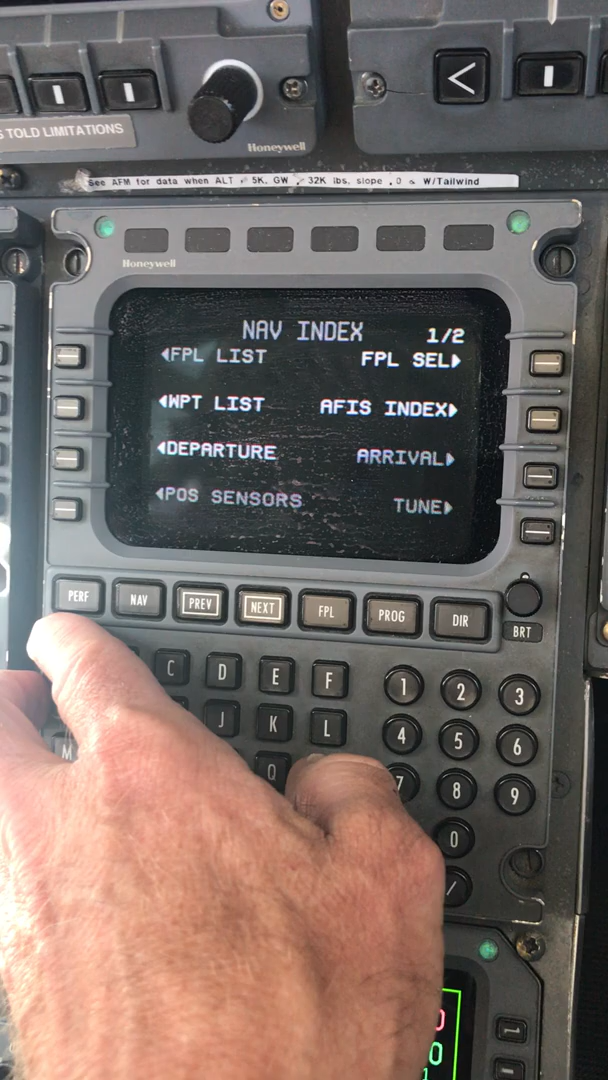 S TOLD LIMITATIONS
Honeywell
See AFM for data when ALT > 5K, GW > 32K lbs, slope > 0 & W/Tailwind
Honeywell
NAV INDEX 1/2
FPL LIST FPL SEL
WPT LIST AFIS INDEX
DEPARTURE ARRIVAL
POS SENSORS TUNE
PERF NAV PREV NEXT FPL PROG DIR BRT
C D E F 1 2 3
J K L 4 5 6
M Q 7 8 9
0
/
0
0